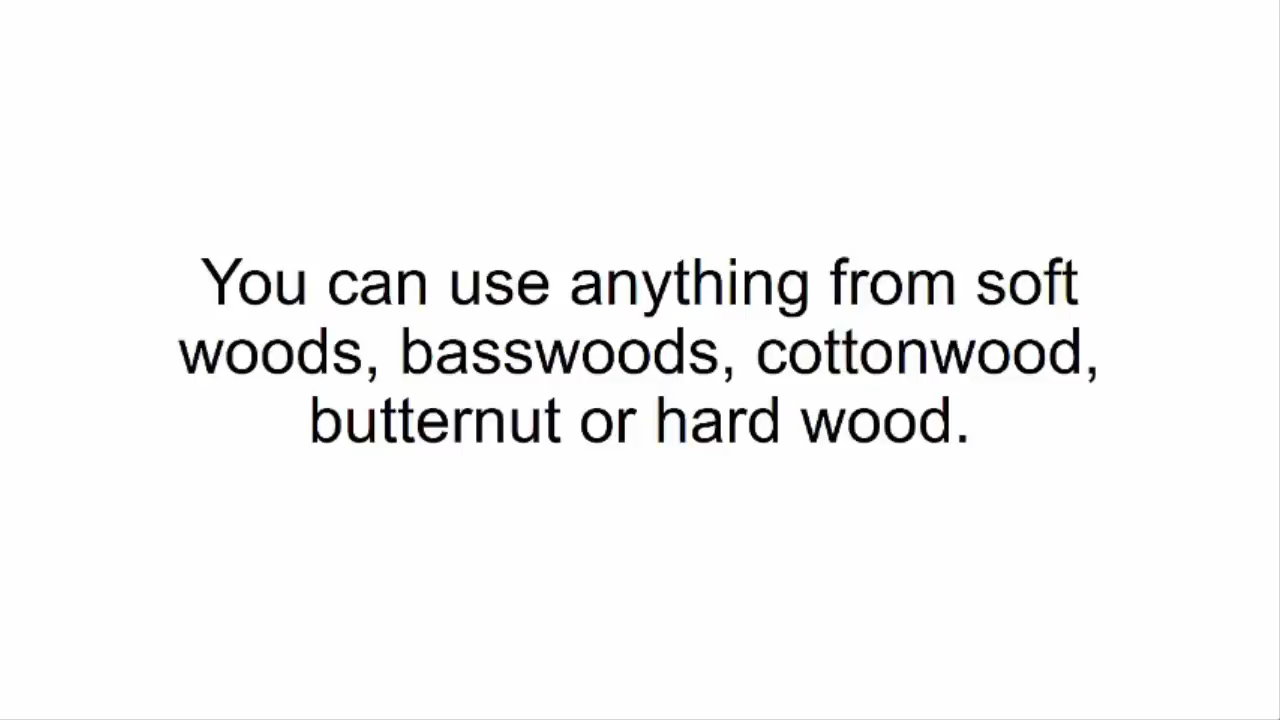 You can use anything from soft
woods, basswoods, cottonwood,
butternut or hard wood.